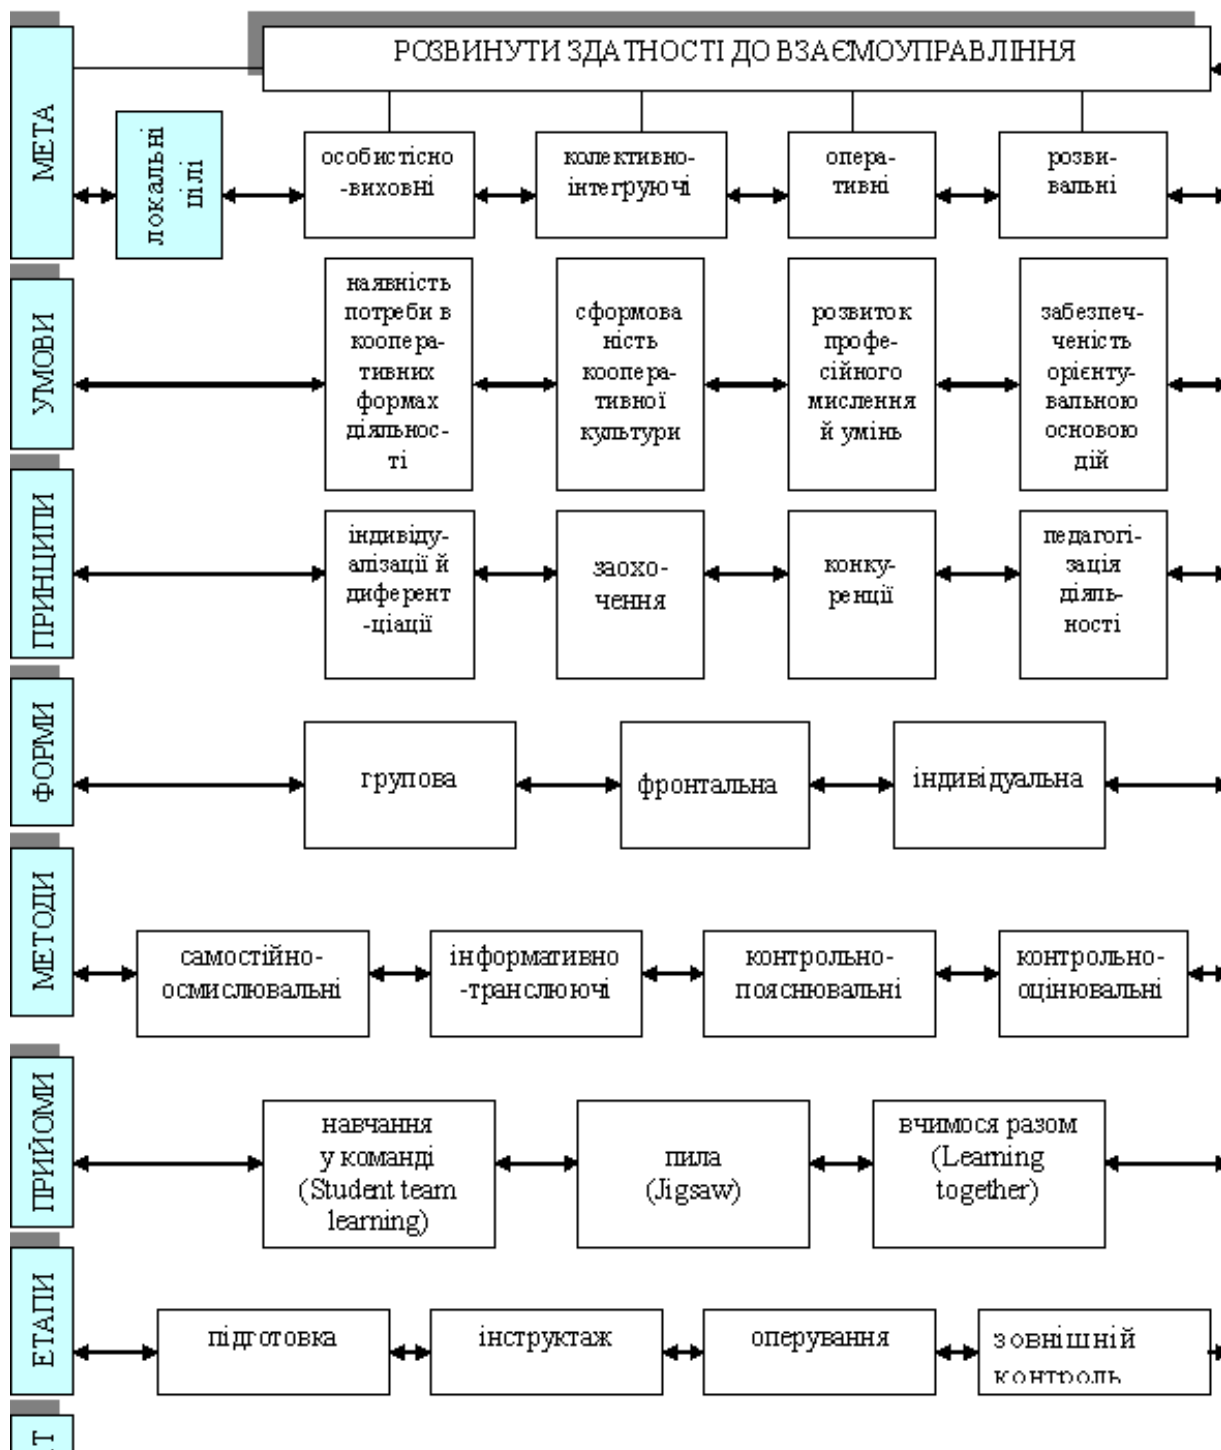 РОЗВИНУТИ ЗДАТНОСТІ ДО ВЗАЄМОУПРАВЛІННЯ
МЕТА
локальні
цілі
особистісно
-виховні
колективно-
інтегруючі
опера-
тивні
розви-
вальні
УМОВИ
наявність
потреби в
коопера-
тивних
формах
діяльнос-
ті
сформова
ність
коопера-
тивної
культури
розвиток
профе-
сійного
мислення
й умінь
забезпеч-
ченість
орієнту-
вальною
основою
дій
ПРИНЦИПИ
індивіду-
алізації й
диферент
-ціації
заохо-
чення
конку-
ренції
педагогі-
зація
діяль-
ності
ФОРМИ
групова
фронтальна
індивідуальна
МЕТОДИ
самостійно-
осмислювальні
інформативно
-транслюючі
контрольно-
пояснювальні
контрольно-
оцінювальні
ПРИЙОМИ
навчання
у команді
(Student team
learning)
пила
(Jigsaw)
вчимося разом
(Learning
together)
ЕТАПИ
підготовка
інструктаж
оперування
зовнішній
контроль